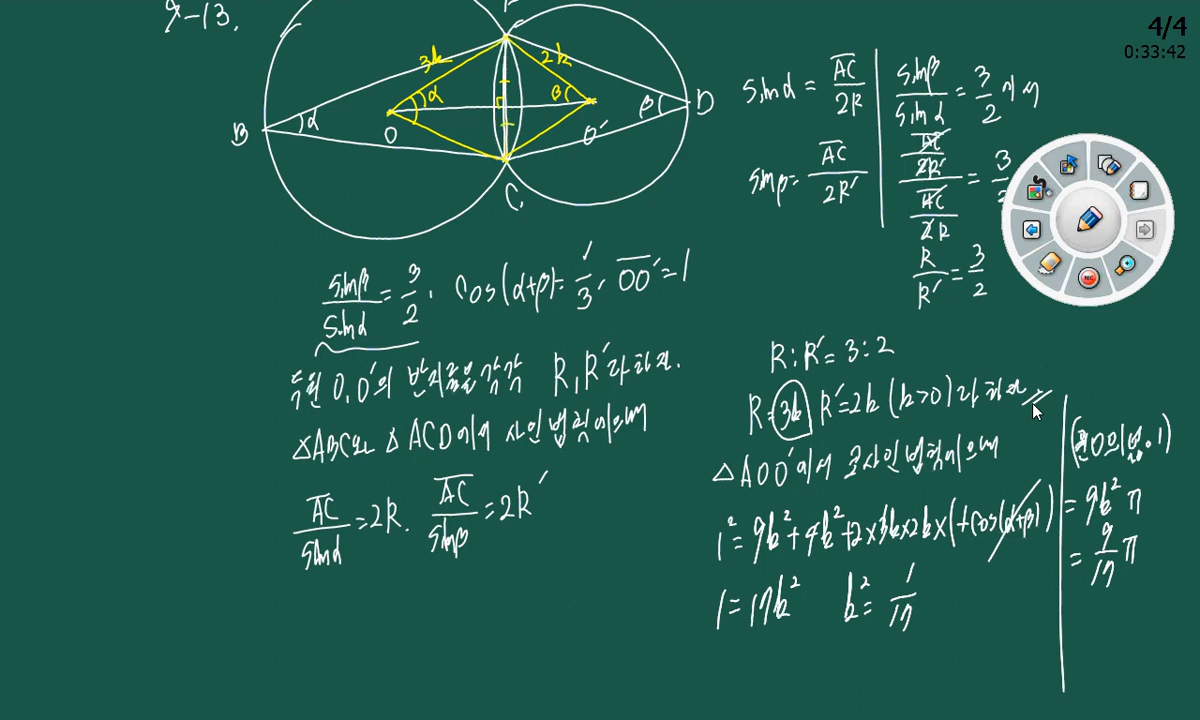 9-13.
4/4
0:33:42
3k 2k
B α O α β O' β D
C
sinα = AC/2R
sinβ = AC/2R'
sinβ/sinα = 3/2 에서
AC/2R' / AC/2R = 3/
R/R' = 3/2
sinβ/sinα = 3/2, cos(α+β) = 1/3, OO' = 1
두원 O, O'의 반지름을 각각 R, R'라 하자.
△ABC와 △ACD에서 사인법칙에의해
AC/sinα = 2R, AC/sinβ = 2R'
R : R' = 3 : 2
R = 3k R' = 2k (k>0)라 하자
△AOO'에서 코사인법칙에의해
1² = 9k² + 4k² + 2×3k×2k×(+cos(α+β))
1 = 17k² k² = 1/17
= 9k²π
= 9/17 π